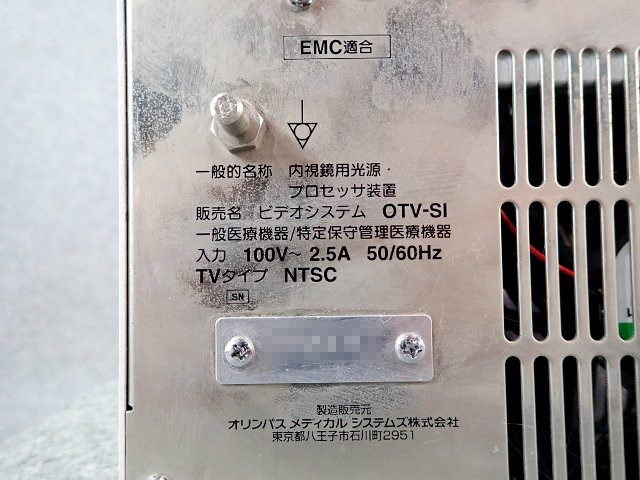 EMC適合
一般的名称 内視鏡用光源・
プロセッサ装置
販売名 ビデオシステム OTV-SI
一般医療機器/特定保守管理医療機器
入力 100V～ 2.5A 50/60Hz
TVタイプ NTSC
SN
製造販売元
オリンパス メディカル システムズ株式会社
東京都八王子市石川町2951
1